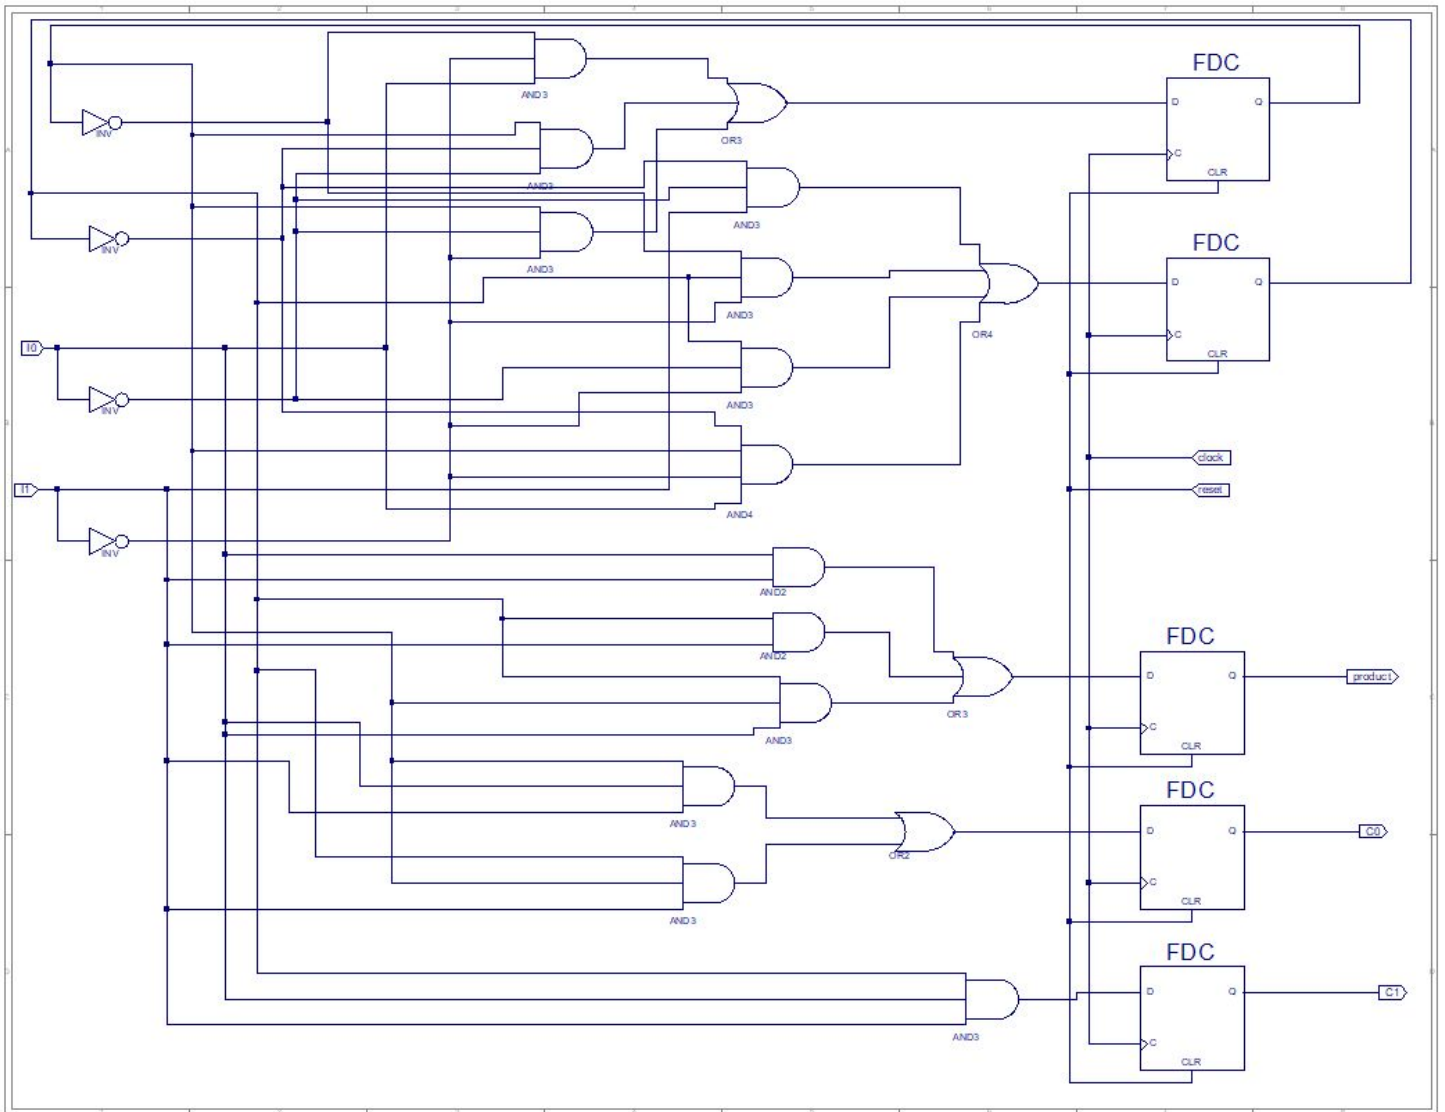 FDC
D Q
C
CLR
AND3
INV
OR3
AND3
AND3
INV
AND3
FDC
D Q
C
CLR
AND3
OR4
I0
INV
AND3
clock
I1
reset
AND4
INV
AND2
AND2
FDC
D Q
product
C
CLR
OR3
AND3
FDC
D Q
C0
C
CLR
AND3
OR2
AND3
FDC
D Q
C1
C
CLR
AND3